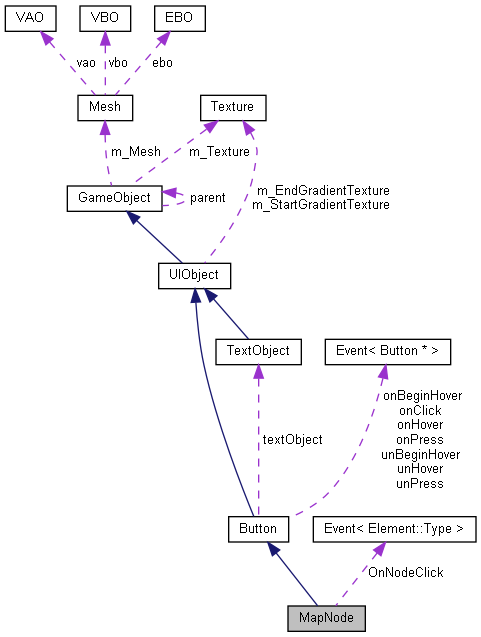 VAO
VBO
EBO
vao
vbo
ebo
Mesh
Texture
m_Mesh
m_Texture
GameObject
parent
m_EndGradientTexture
m_StartGradientTexture
UIObject
TextObject
Event< Button * >
textObject
onBeginHover
onClick
onHover
onPress
unBeginHover
unHover
unPress
Button
Event< Element::Type >
OnNodeClick
MapNode